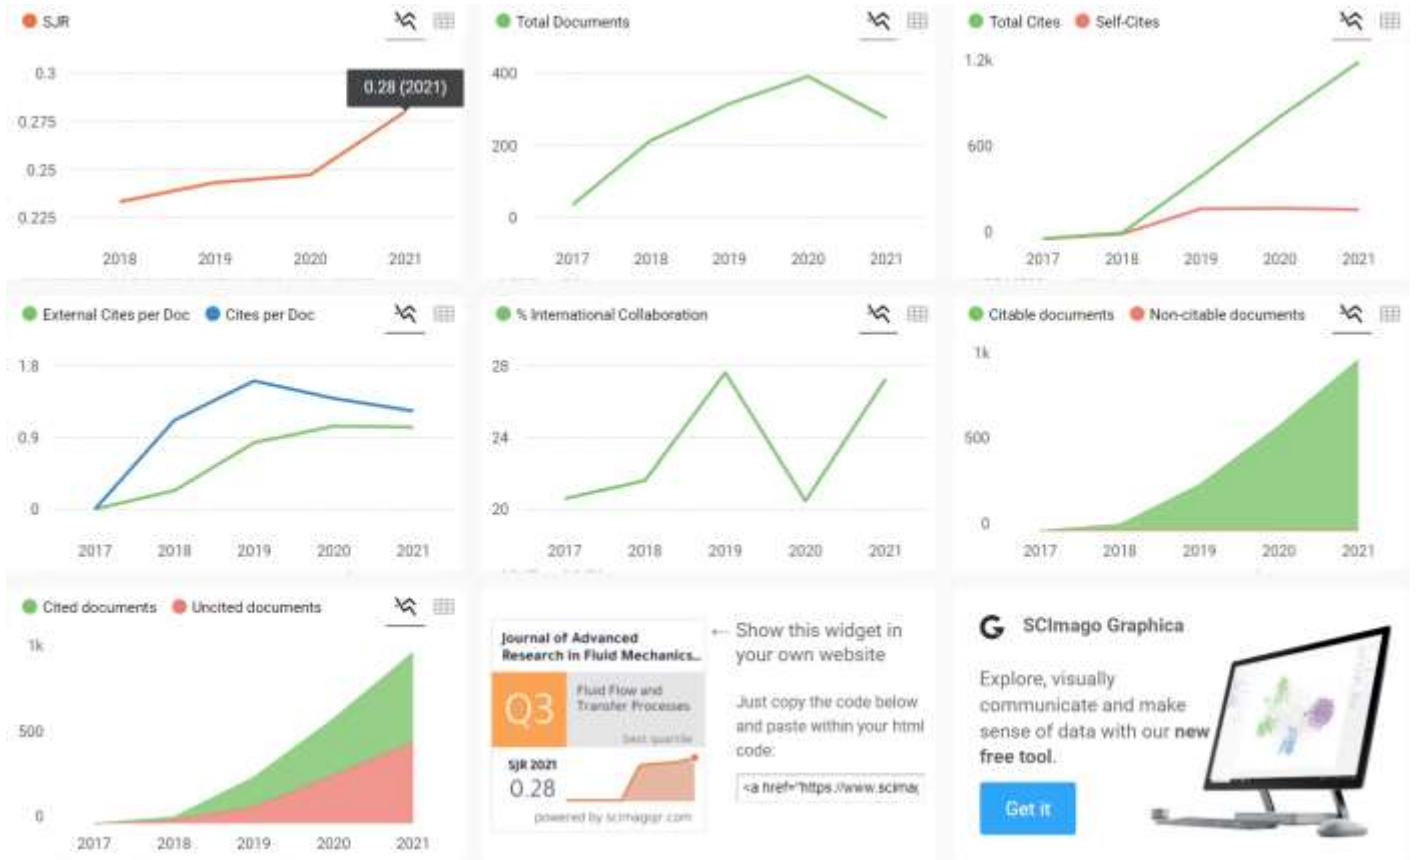 SJR
0.3
0.28 (2021)
0.275
0.25
0.225
2018 2019 2020 2021
Total Documents
400
200
0
2017 2018 2019 2020 2021
Total Cites Self-Cites
1.2k
600
0
2017 2018 2019 2020 2021
External Cites per Doc Cites per Doc
1.8
0.9
0
2017 2018 2019 2020 2021
% International Collaboration
28
24
20
2017 2018 2019 2020 2021
Citable documents Non-citable documents
1k
500
0
2017 2018 2019 2020 2021
Cited documents Uncited documents
1k
500
0
2017 2018 2019 2020 2021
Journal of Advanced
Research in Fluid Mechanics...
Q3
Fluid Flow and
Transfer Processes
best quartile
SJR 2021
0.28
powered by scimagojr.com
← Show this widget in
your own website
Just copy the code below
and paste within your html
code:
<a href="https://www.scimag
SCImago Graphica
Explore, visually
communicate and make
sense of data with our new
free tool.
Get it